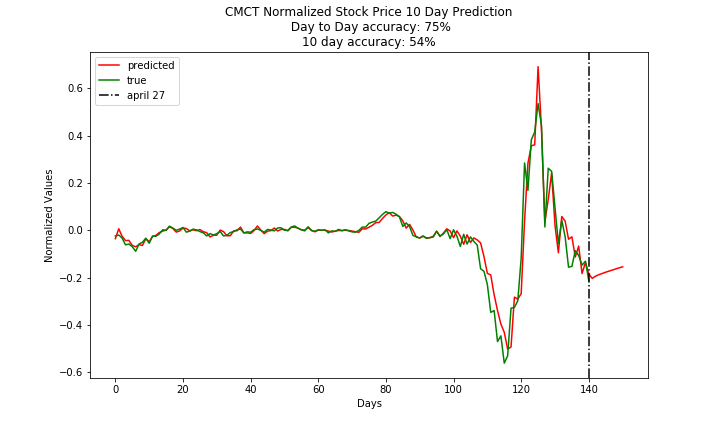 CMCT Normalized Stock Price 10 Day Prediction
Day to Day accuracy: 75%
10 day accuracy: 54%
predicted
true
april 27
Normalized Values
0.6
0.4
0.2
0.0
−0.2
−0.4
−0.6
0 20 40 60 80 100 120 140
Days